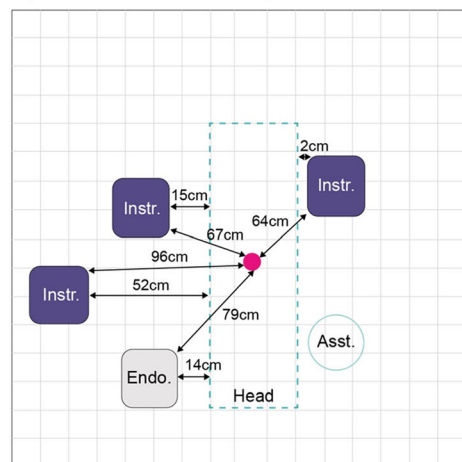 2cm
Instr.
15cm
Instr.
64cm
67cm
96cm
Instr.
52cm
79cm
Asst.
14cm
Endo.
Head